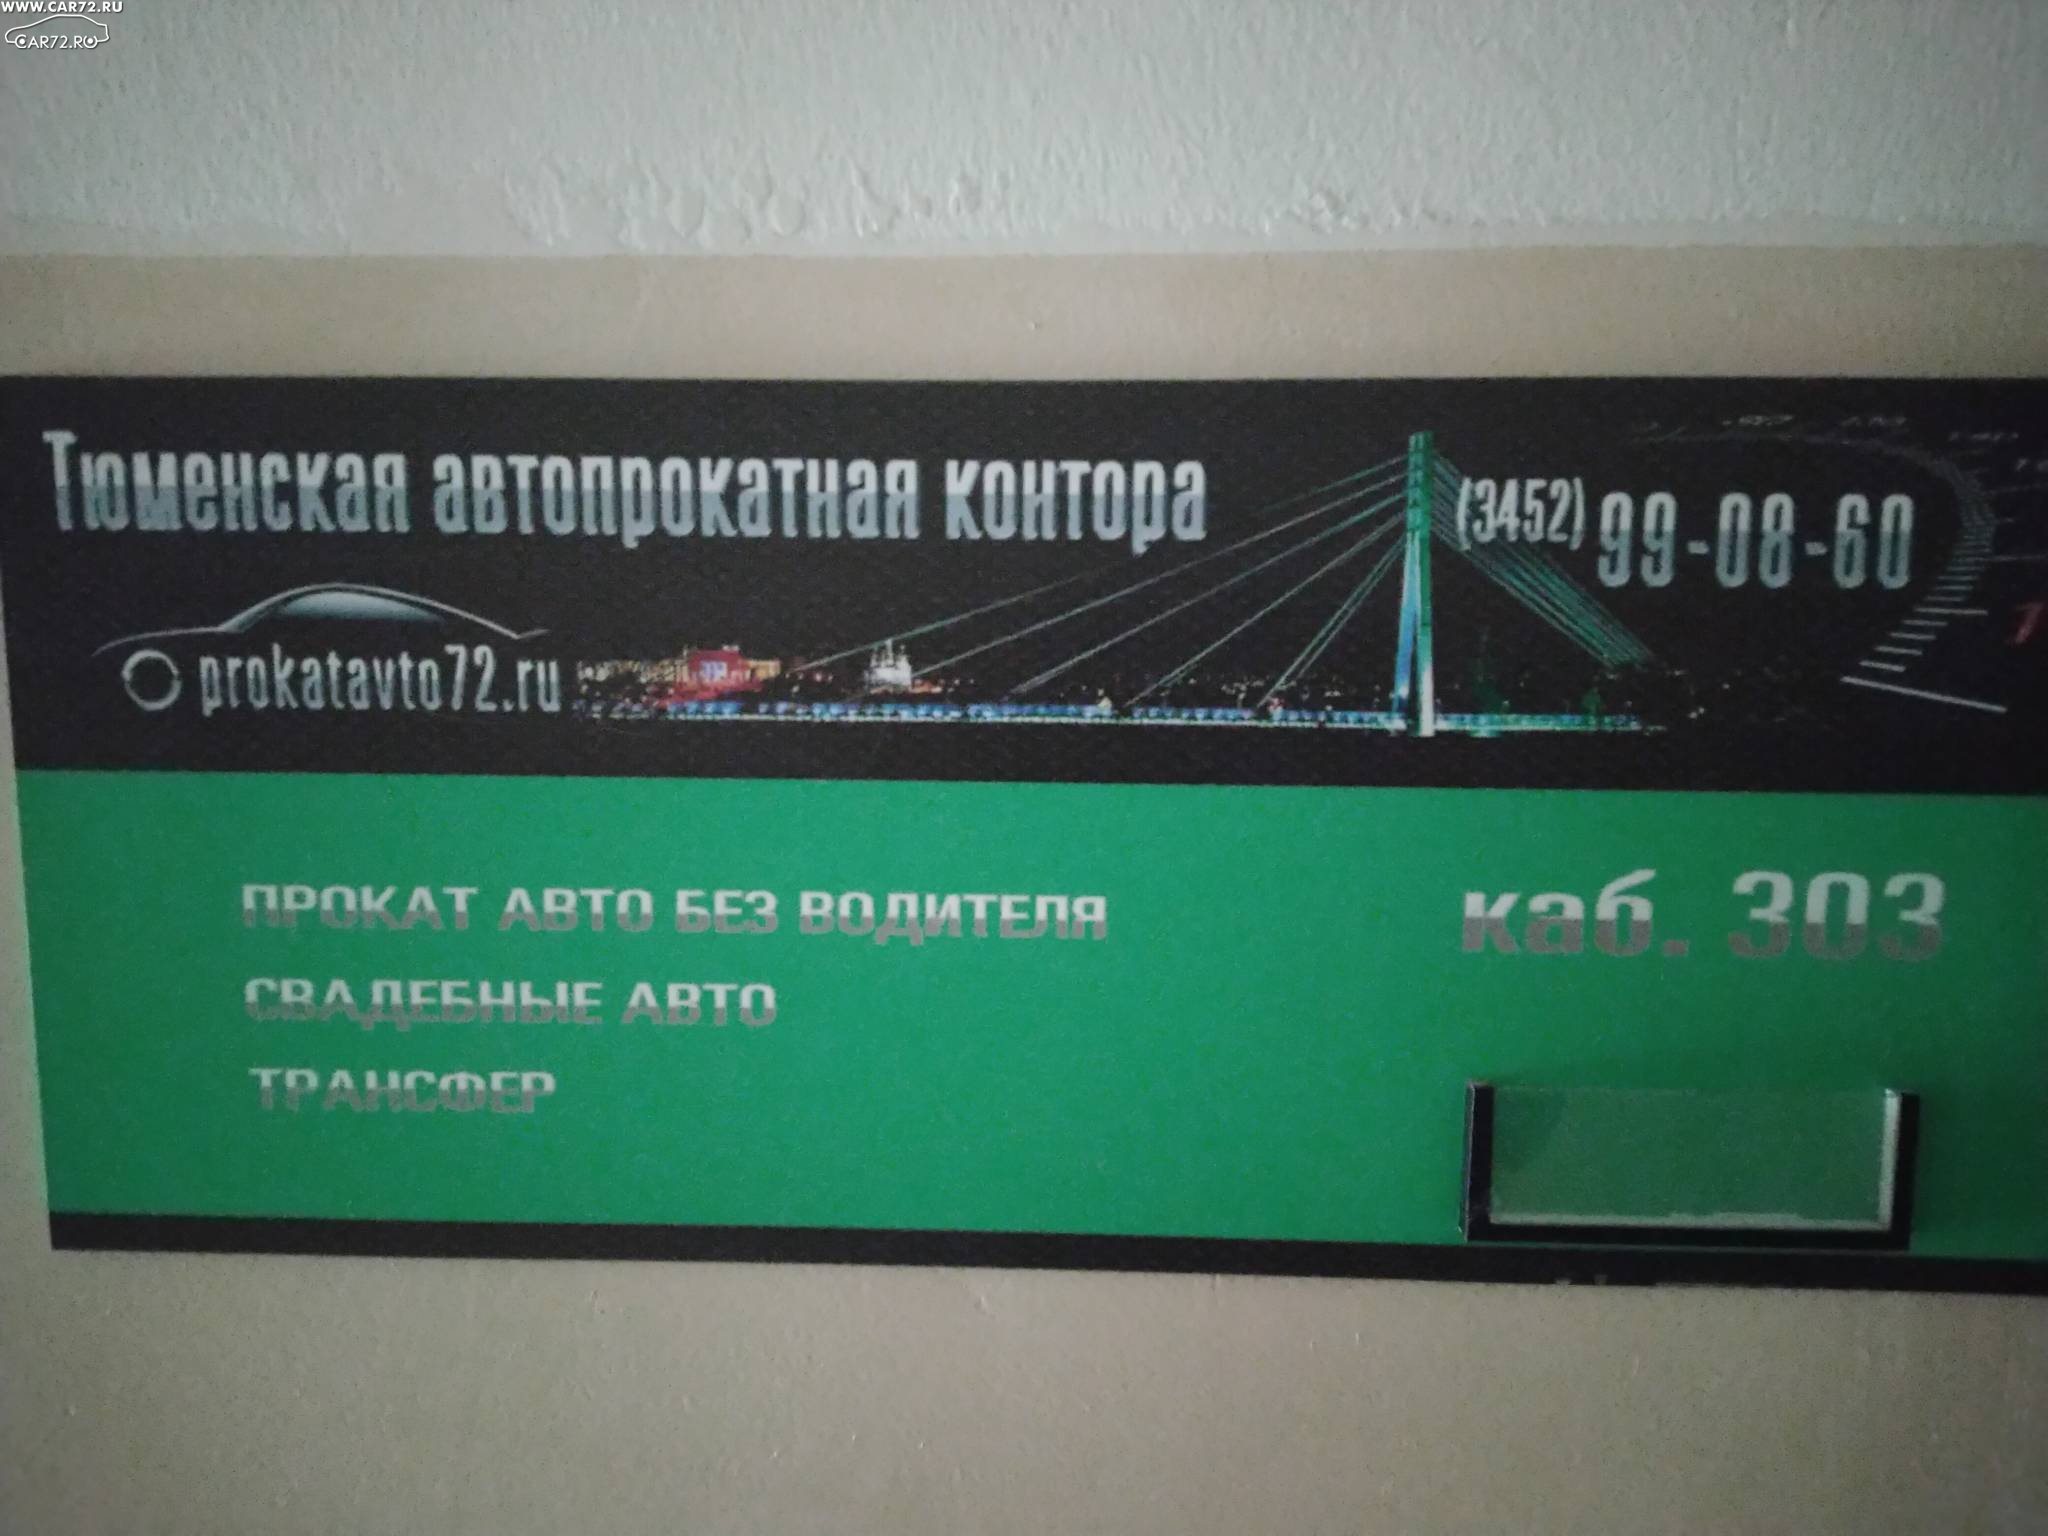 WWW.CAR72.RU
CAR72.RU
Тюменская автопрокатная контора
(3452) 99-08-60
prokatavto72.ru
ПРОКАТ АВТО БЕЗ ВОДИТЕЛЯ
каб. 303
СВАДЕБНЫЕ АВТО
ТРАНСФЕР